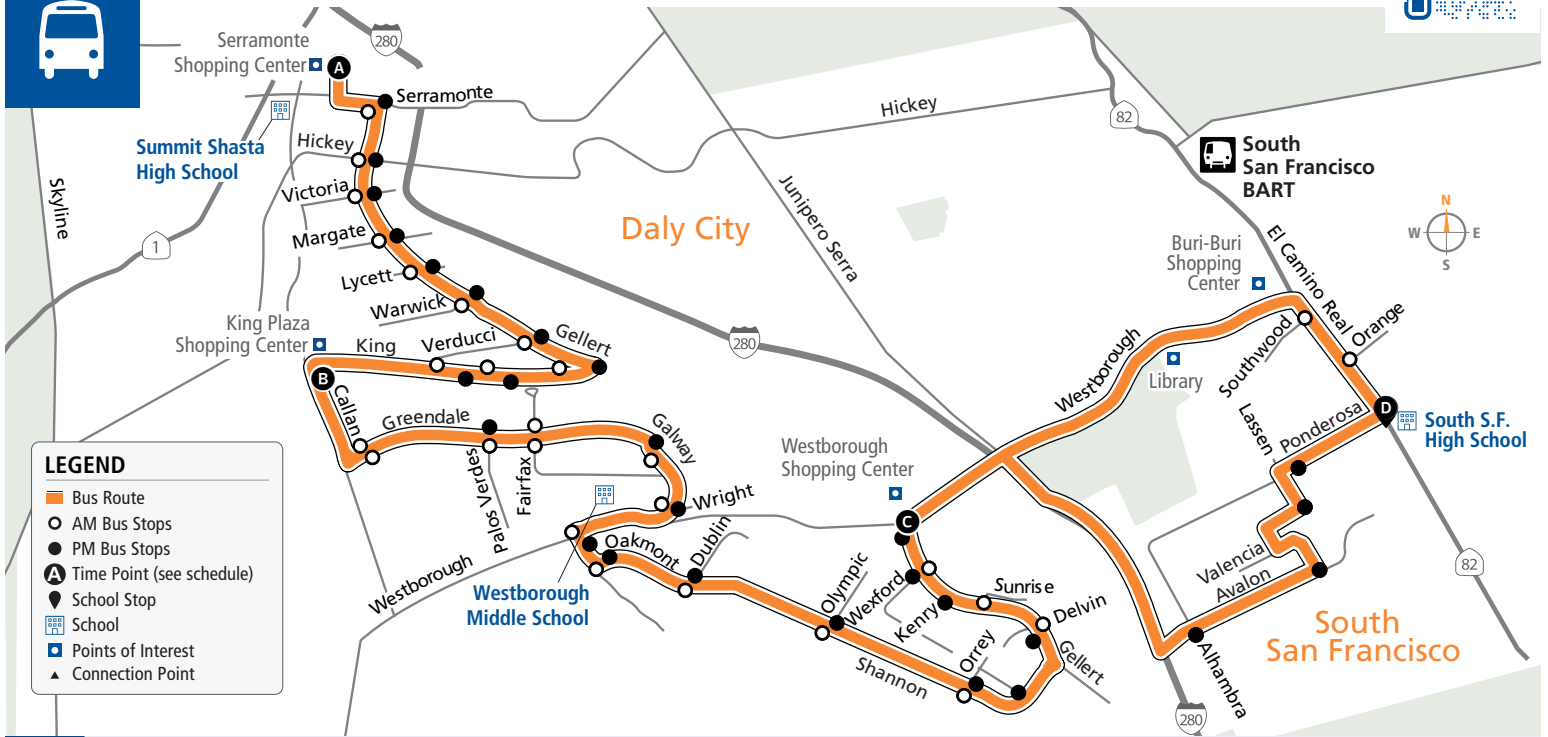 Serramonte
Shopping Center
A
280
Serramonte
Summit Shasta
High School
Hickey
Hickey
82
South
San Francisco
BART
Skyline
Victoria
Junipero Serra
Daly City
N
W
E
S
1
Margate
El Camino Real
Buri-Buri
Shopping
Center
Lycett
Warwick
King Plaza
Shopping Center
King
Verducci
Gellert
280
Westborough
Library
Southwood
Orange
B
Callan
Greendale
Galway
Lassen
Ponderosa
D
South S.F.
High School
Westborough
Shopping Center
Palos Verdes
Fairfax
Wright
C
LEGEND
Bus Route
AM Bus Stops
PM Bus Stops
A Time Point (see schedule)
School Stop
School
Points of Interest
Connection Point
Westborough
Oakmont
Dublin
Westborough
Middle School
Olympic
Wexford
Kenry
Sunrise
Delvin
Orrey
Gellert
Shannon
Valencia
Avalon
82
South
San Francisco
Alhambra
280